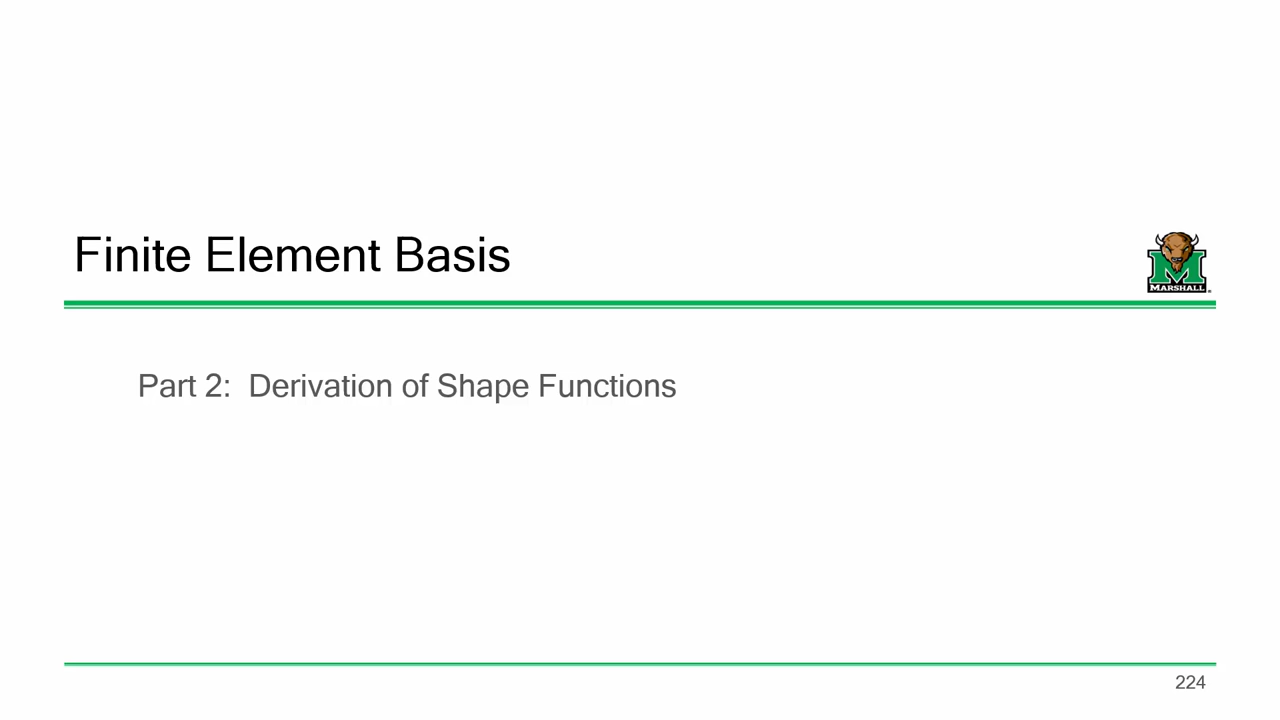 Finite Element Basis
MARSHALL
Part 2: Derivation of Shape Functions
224